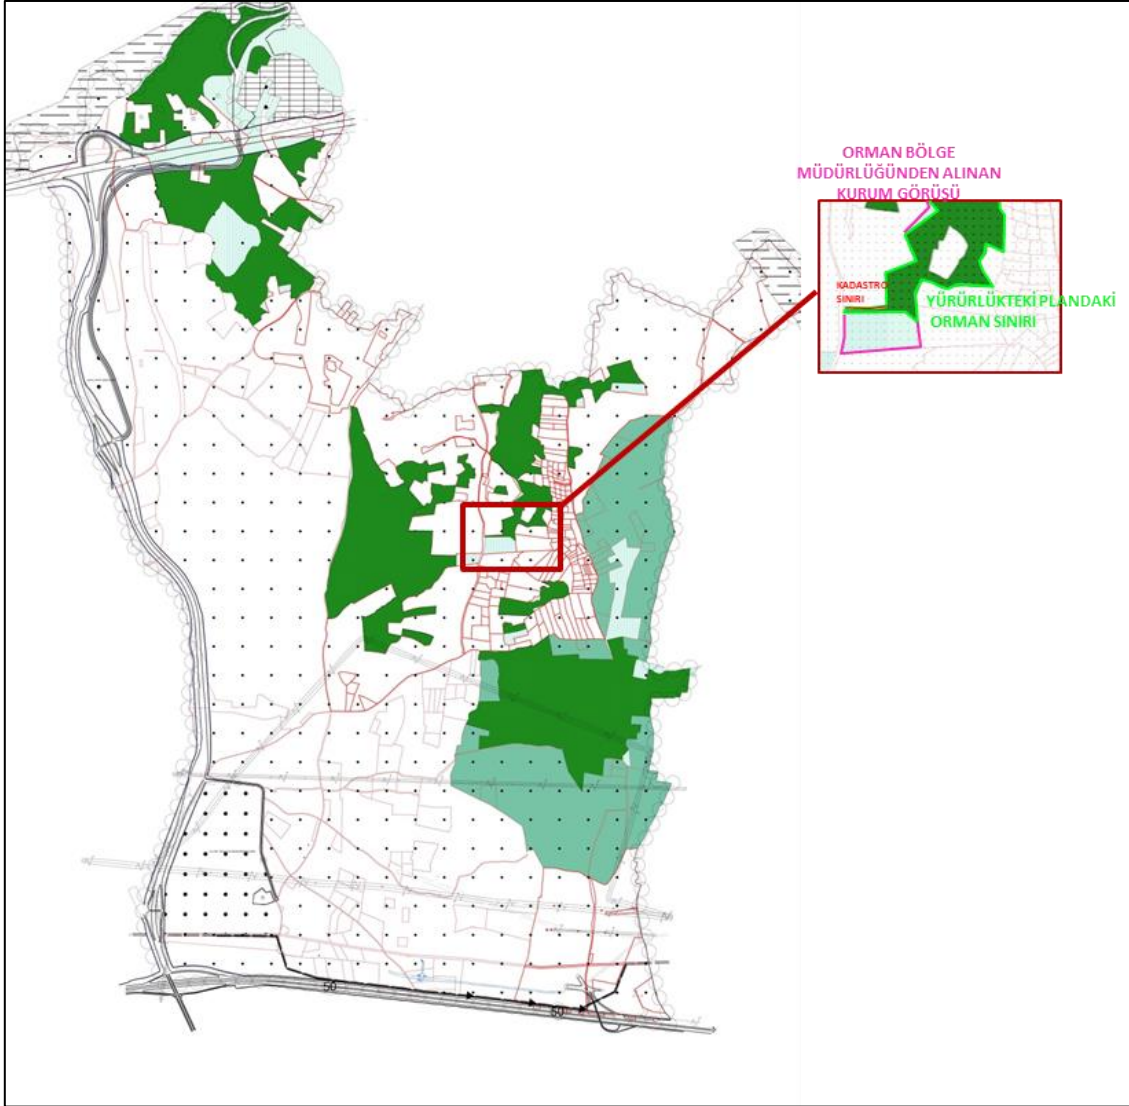 ORMAN BÖLGE
MÜDÜRLÜĞÜNDEN ALINAN
KURUM GÖRÜŞÜ
KADASTRO
SINIRI
YÜRÜRLÜKTEKİ PLANDAKİ
ORMAN SINIRI
50
50